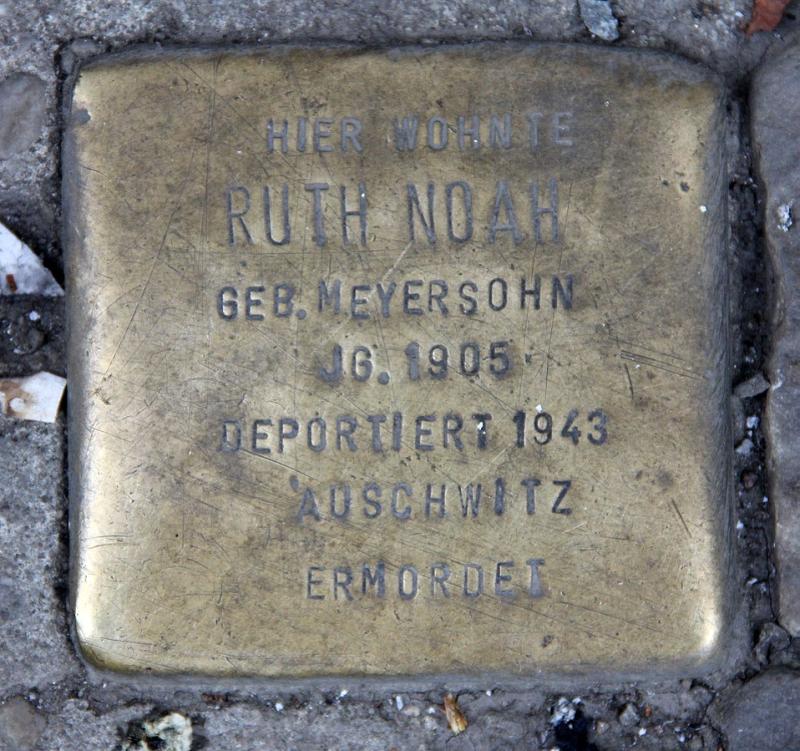 HIER WOHNTE
RUTH NOAH
GEB. MEYERSOHN
JG. 1905
DEPORTIERT 1943
AUSCHWITZ
ERMORDET